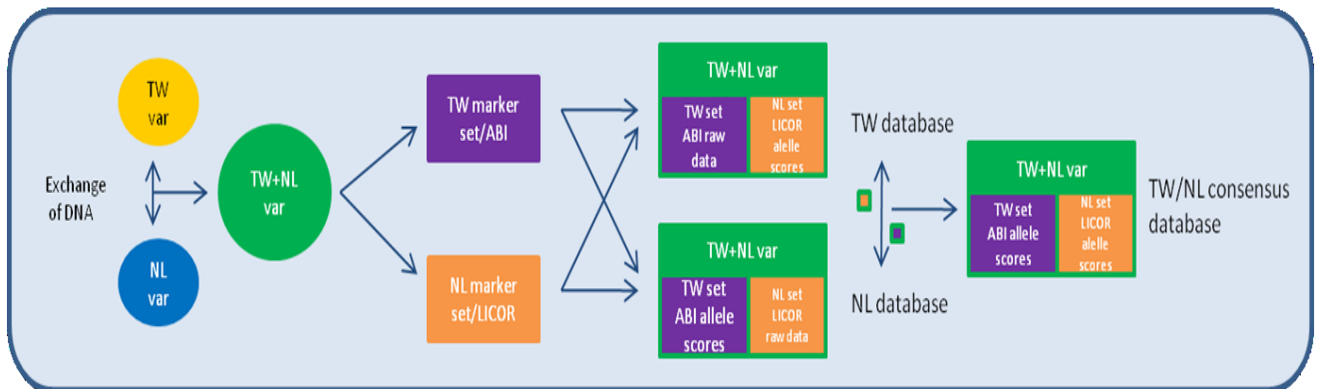 TW
var
Exchange
of DNA
NL
var
TW+NL
var
TW marker
set/ABI
NL marker
set/LICOR
TW+NL var
TW set
ABI raw
data
NL set
LICOR
alelle
scores
TW+NL var
TW set
ABI allele
scores
NL set
LICOR
raw data
TW database
NL database
TW+NL var
TW set
ABI allele
scores
NL set
LICOR
alelle
scores
TW/NL consensus
database